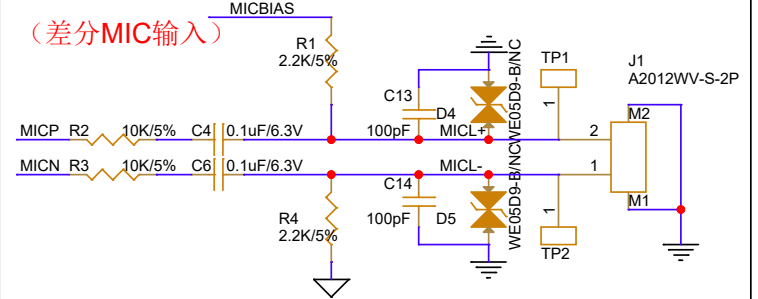 （差分MIC输入）
MICBIAS
R1
2.2K/5%
C13
100pF
D4
WE05D9-B/NC
TP1
1
J1
A2012WV-S-2P
MICP R2 10K/5% C4 0.1uF/6.3V MICL+ 2 M2
MICN R3 10K/5% C6 0.1uF/6.3V MICL- 1 M1
R4
2.2K/5%
C14
100pF
D5
WE05D9-B/NC
1
TP2